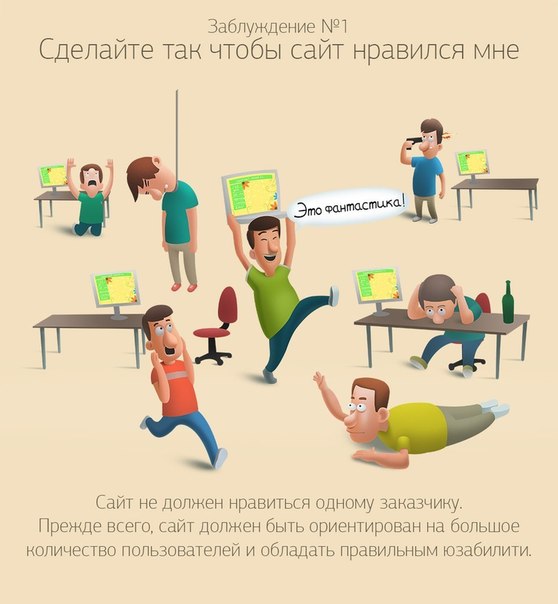 Заблуждение №1
Сделайте так чтобы сайт нравился мне
Это фантастика!
Сайт не должен нравиться одному заказчику.
Прежде всего, сайт должен быть ориентирован на большое
количество пользователей и обладать правильным юзабилити.